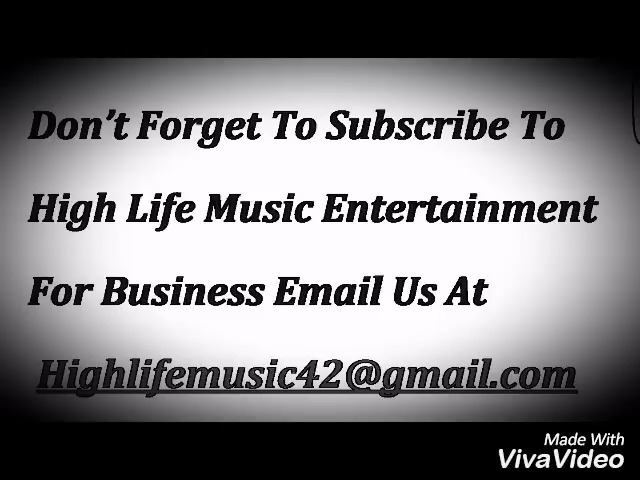 Don't Forget To Subscribe To
High Life Music Entertainment
For Business Email Us At
Highlifemusic42@gmail.com
Made With
VivaVideo